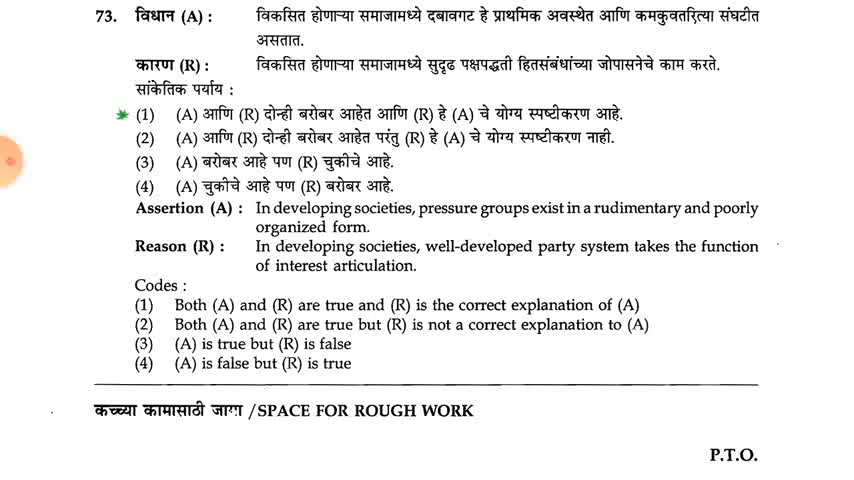 73. विधान (A) : विकसित होणाऱ्या समाजामध्ये दबावगट हे प्राथमिक अवस्थेत आणि कमकुवतरित्या संघटीत
असतात.
कारण (R) : विकसित होणाऱ्या समाजामध्ये सुदृढ पक्षपद्धती हितसंबंधांच्या जोपासनेचे काम करते.
सांकेतिक पर्याय :
(1) (A) आणि (R) दोन्ही बरोबर आहेत आणि (R) हे (A) चे योग्य स्पष्टीकरण आहे.
(2) (A) आणि (R) दोन्ही बरोबर आहेत परंतु (R) हे (A) चे योग्य स्पष्टीकरण नाही.
(3) (A) बरोबर आहे पण (R) चुकीचे आहे.
(4) (A) चुकीचे आहे पण (R) बरोबर आहे.
Assertion (A) : In developing societies, pressure groups exist in a rudimentary and poorly
organized form.
Reason (R) : In developing societies, well-developed party system takes the function
of interest articulation.
Codes :
(1) Both (A) and (R) are true and (R) is the correct explanation of (A)
(2) Both (A) and (R) are true but (R) is not a correct explanation to (A)
(3) (A) is true but (R) is false
(4) (A) is false but (R) is true
कच्च्या कामासाठी जागा /SPACE FOR ROUGH WORK
P.T.O.